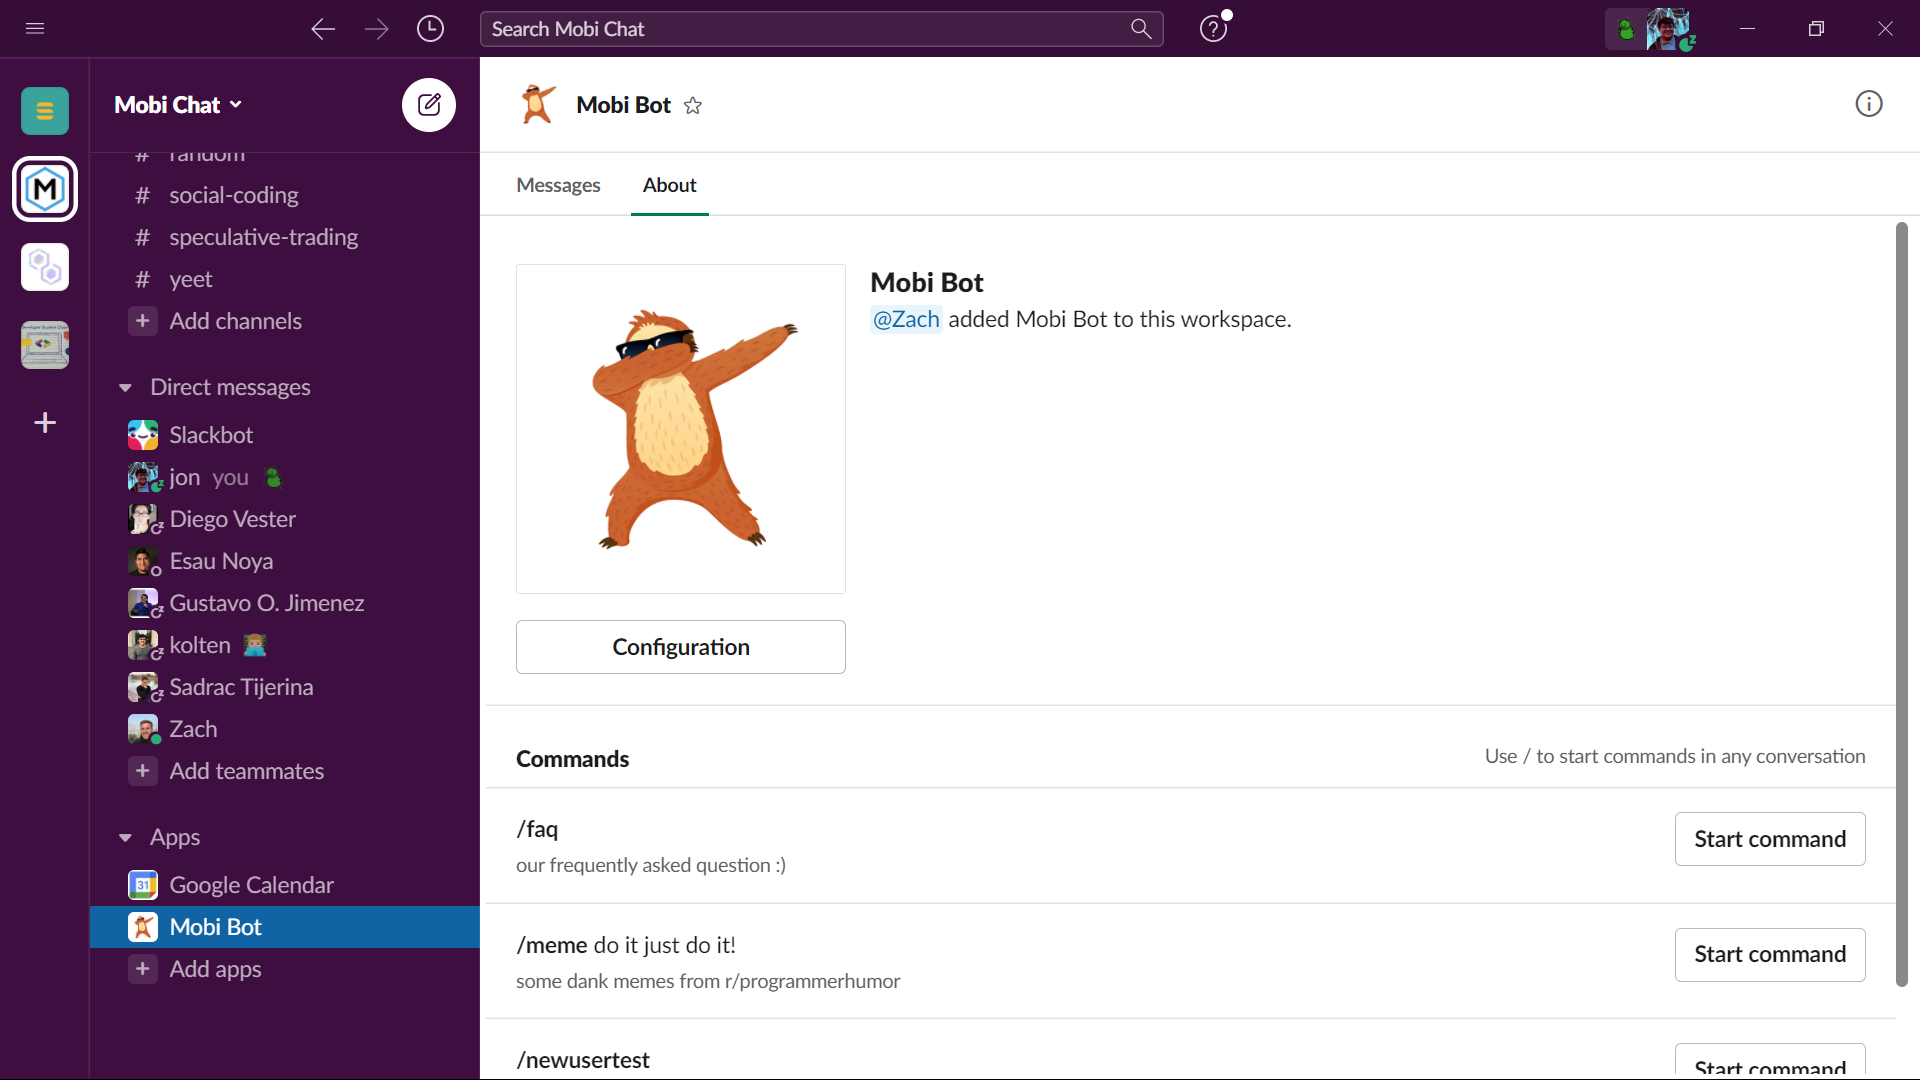 Search Mobi Chat
Mobi Chat
# random
# social-coding
# speculative-trading
# yeet
+ Add channels
Direct messages
Slackbot
jon you
Diego Vester
Esau Noya
Gustavo O. Jimenez
kolten
Sadrac Tijerina
Zach
+ Add teammates
Apps
31 Google Calendar
Mobi Bot
+ Add apps
M
Mobi Bot
Messages
About
Mobi Bot
@Zach added Mobi Bot to this workspace.
Configuration
Commands
Use / to start commands in any conversation
/faq
our frequently asked question :)
Start command
/meme do it just do it!
some dank memes from r/programmerhumor
Start command
/newusertest
Start command